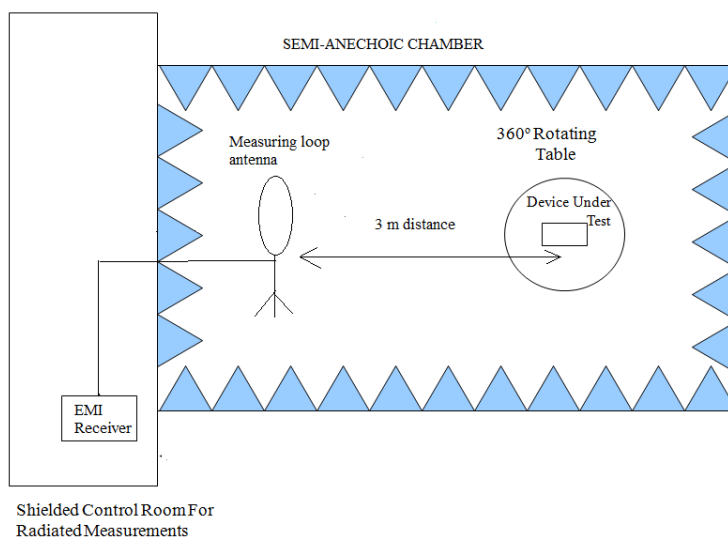 SEMI-ANECHOIC CHAMBER
Measuring loop
antenna
360º Rotating
Table
Device Under
Test
3 m distance
EMI
Receiver
Shielded Control Room For
Radiated Measurements